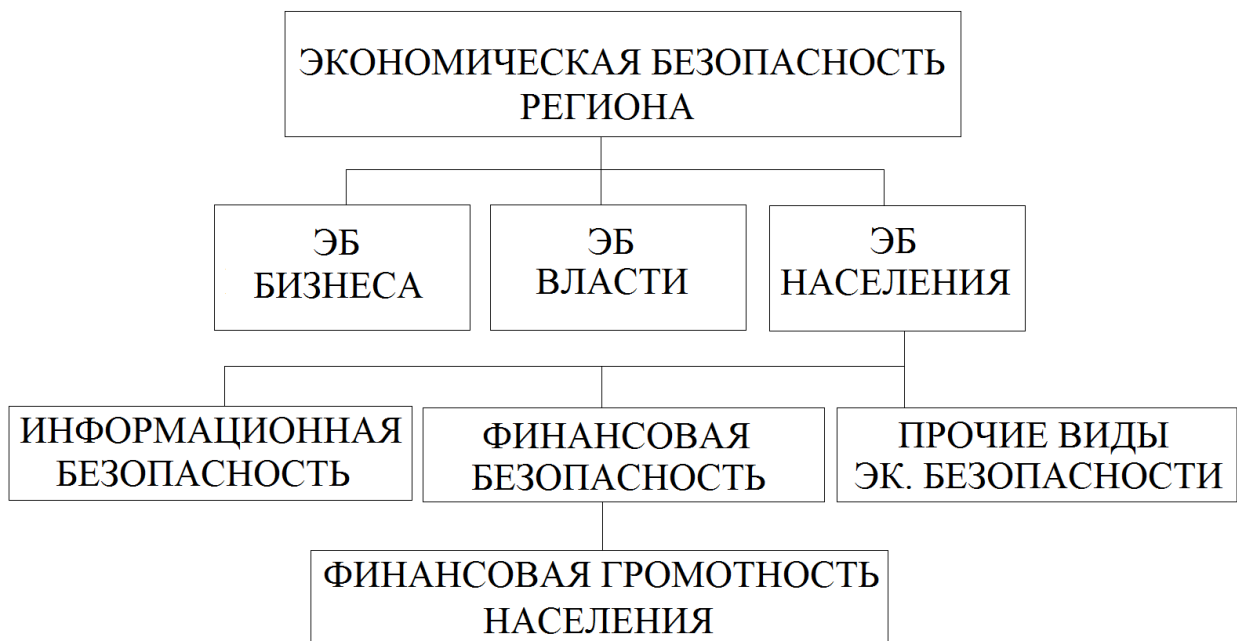 ЭКОНОМИЧЕСКАЯ БЕЗОПАСНОСТЬ
РЕГИОНА
ЭБ
БИЗНЕСА
ЭБ
ВЛАСТИ
ЭБ
НАСЕЛЕНИЯ
ИНФОРМАЦИОННАЯ
БЕЗОПАСНОСТЬ
ФИНАНСОВАЯ
БЕЗОПАСНОСТЬ
ПРОЧИЕ ВИДЫ
ЭК. БЕЗОПАСНОСТИ
ФИНАНСОВАЯ ГРОМОТНОСТЬ
НАСЕЛЕНИЯ